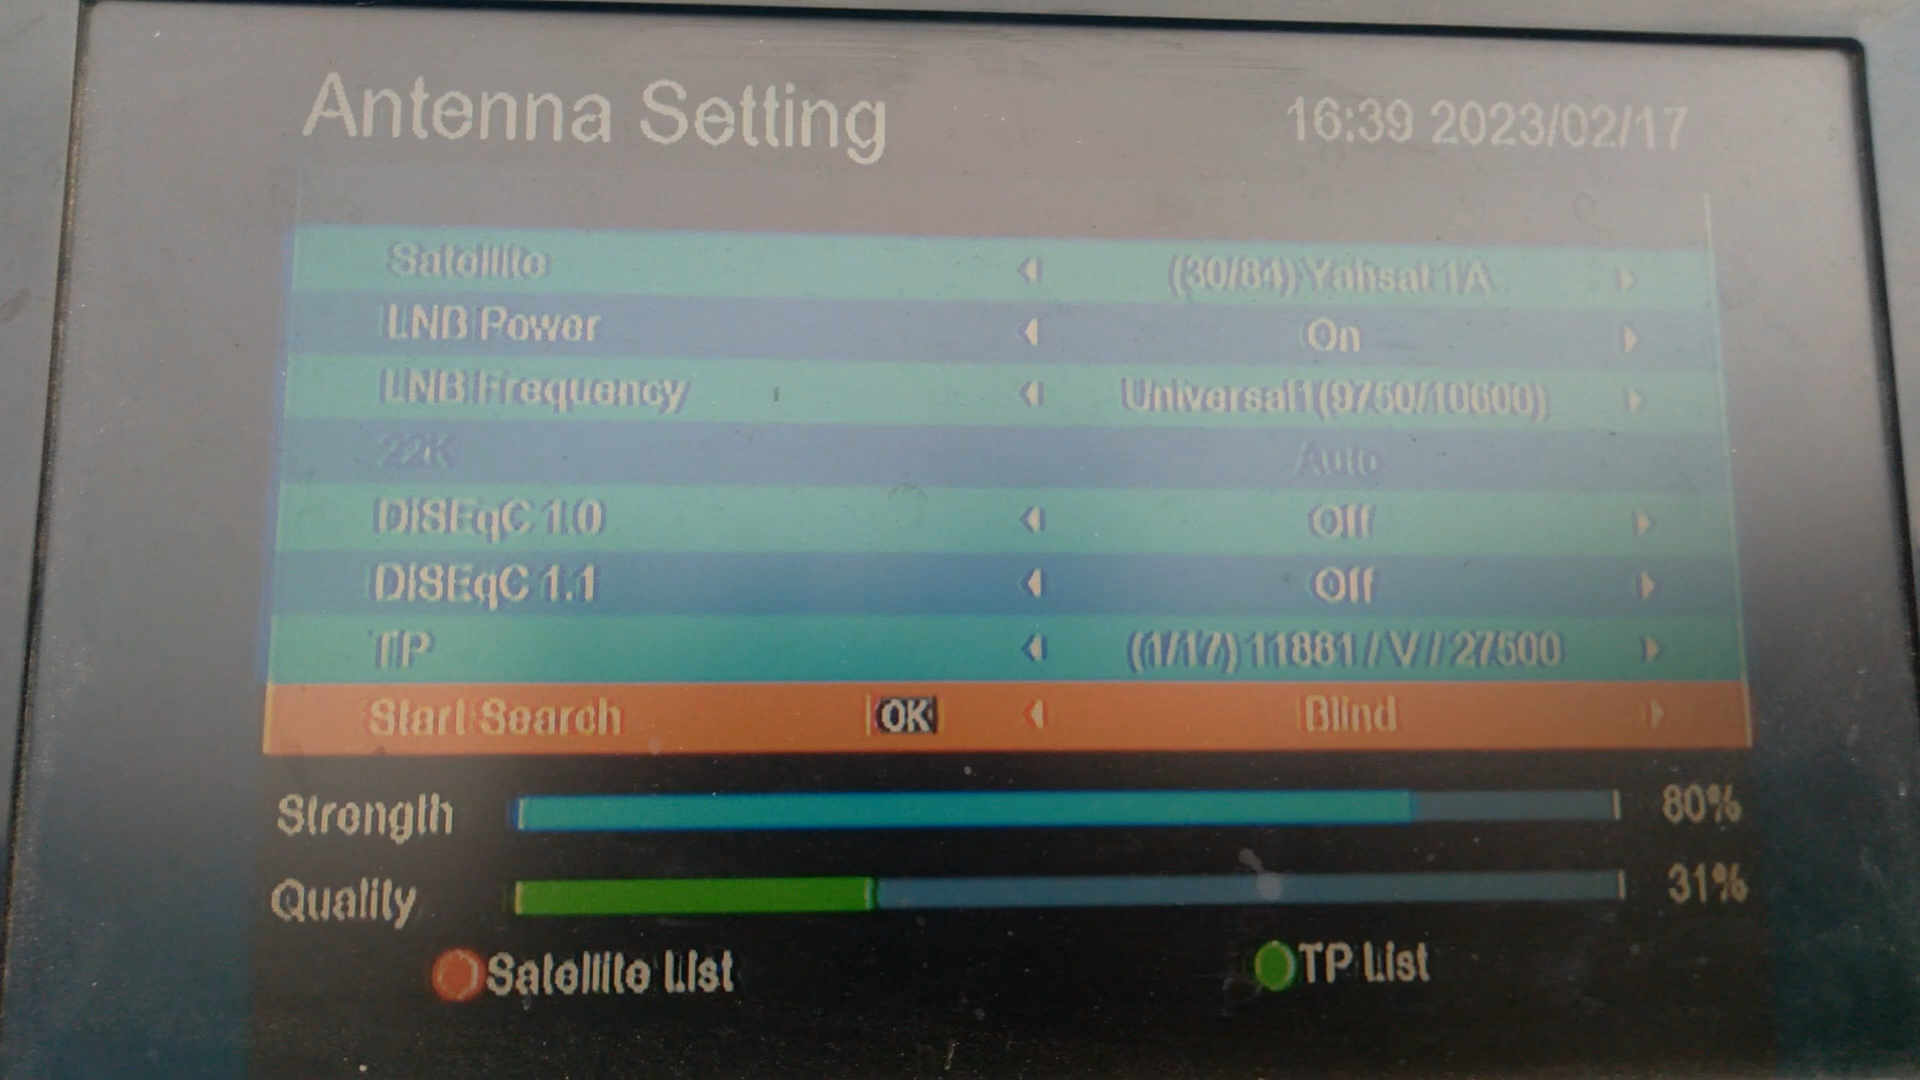 Antenna Setting 16:39 2023/02/17
Satellite (30/84) Yahsat 1A
LNB Power On
LNB Frequency Universal1(9750/10600)
22K Auto
DiSEqC 1.0 Off
DiSEqC 1.1 Off
TP (1/17) 11881 / V / 27500
Start Search OK Blind
Strength 80%
Quality 31%
Satellite List TP List